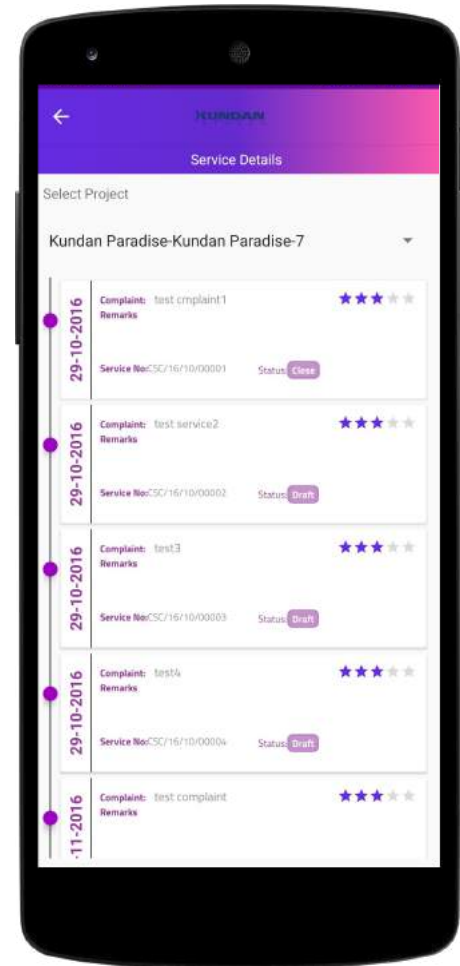 KUNDAN
Service Details
Select Project
Kundan Paradise-Kundan Paradise-7
29-10-2016
Complaint: test cmplaint1
Remarks
Service No:CSC/16/10/00001 Status: Close
29-10-2016
Complaint: test service2
Remarks
Service No:CSC/16/10/00002 Status: Draft
29-10-2016
Complaint: test3
Remarks
Service No:CSC/16/10/00003 Status: Draft
29-10-2016
Complaint: test4
Remarks
Service No:CSC/16/10/00004 Status: Draft
-11-2016
Complaint: test complaint
Remarks